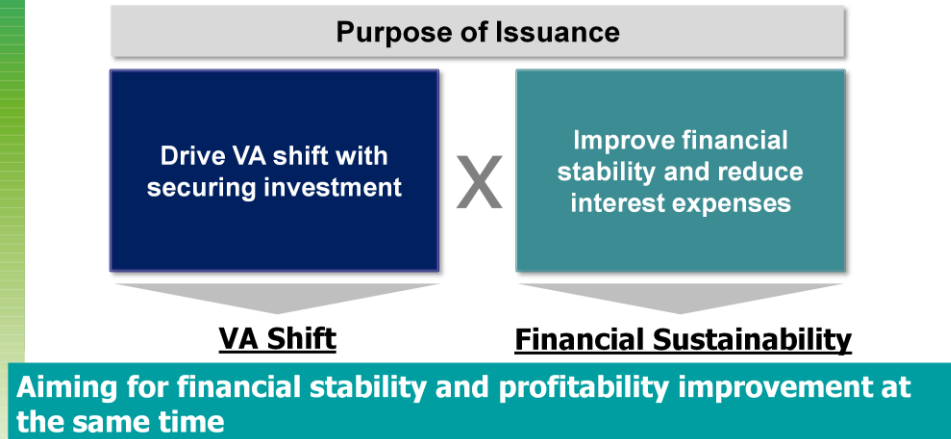 Purpose of Issuance
Drive VA shift with
securing investment
X
Improve financial
stability and reduce
interest expenses
VA Shift
Financial Sustainability
Aiming for financial stability and profitability improvement at
the same time